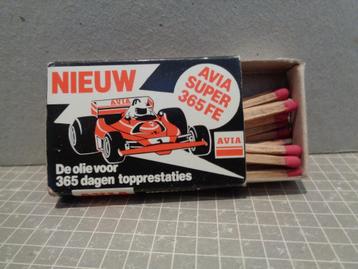 NIEUW
AVIA
SUPER
365 FE
AVIA
AVIA
De olie voor
365 dagen topprestaties